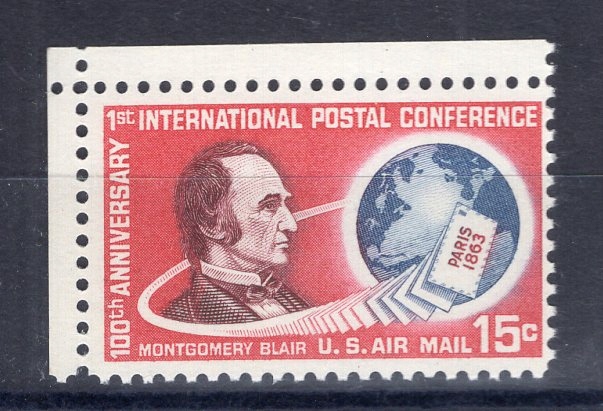 100th ANNIVERSARY
1st INTERNATIONAL POSTAL CONFERENCE
PARIS
1863
MONTGOMERY BLAIR U.S. AIR MAIL 15c